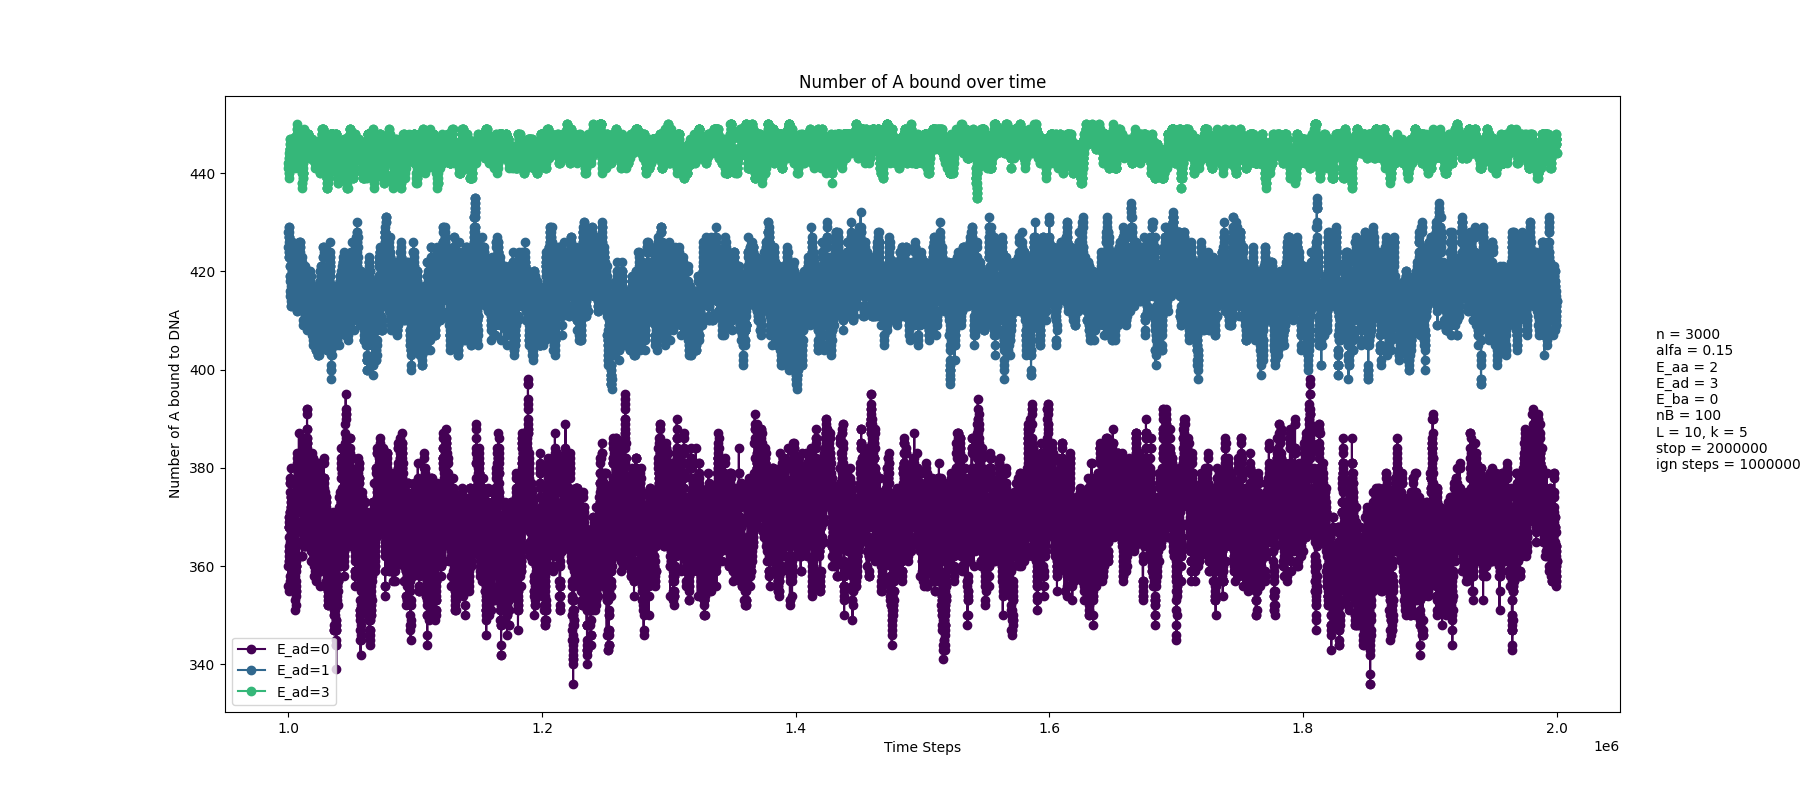 Number of A bound over time
Number of A bound to DNA
440
420
400
380
360
340
E_ad=0
E_ad=1
E_ad=3
1.0
1.2
1.4
1.6
1.8
2.0
1e6
Time Steps
n = 3000
alfa = 0.15
E_aa = 2
E_ad = 3
E_ba = 0
nB = 100
L = 10, k = 5
stop = 2000000
ign steps = 1000000